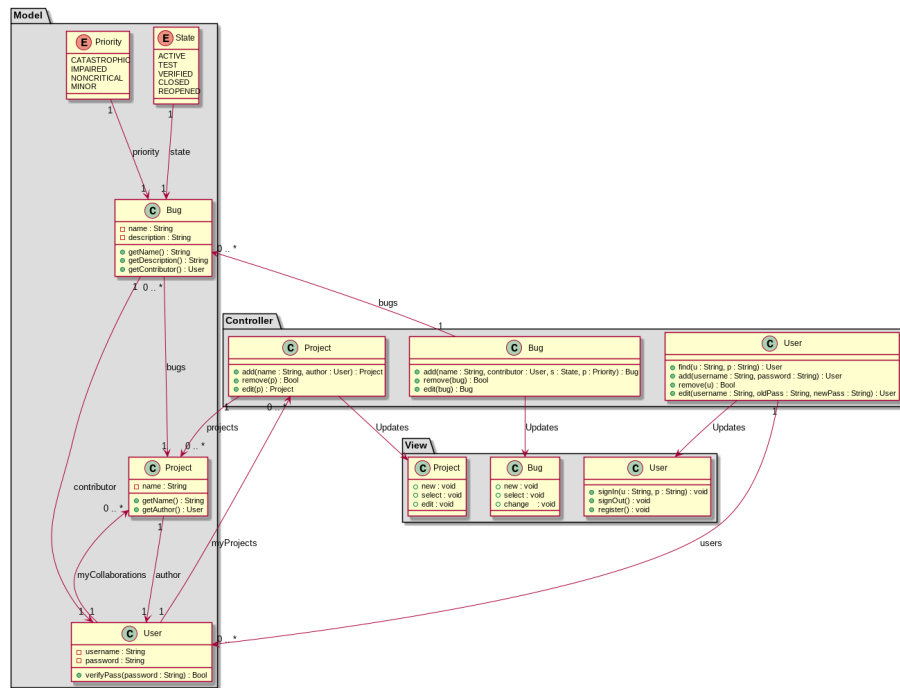 Model
E Priority
CATASTROPHIC
IMPAIRED
NONCRITICAL
MINOR
E State
ACTIVE
TEST
VERIFIED
CLOSED
REOPENED
1
1
priority
state
1
1
C Bug
name : String
description : String
getName() : String
getDescription() : String
getContributor() : User
0 .. *
1
0 .. *
bugs
1
Controller
C Project
add(name : String, author : User) : Project
remove(p) : Bool
edit(p) : Project
C Bug
add(name : String, contributor : User, s : State, p : Priority) : Bug
remove(bug) : Bool
edit(bug) : Bug
C User
find(u : String, p : String) : User
add(username : String, password : String) : User
remove(u) : Bool
edit(username : String, oldPass : String, newPass : String) : User
bugs
1
0 .. *
1
projects
Updates
Updates
Updates
1
0 .. *
View
C Project
new : void
select : void
edit : void
C Bug
new : void
select : void
change : void
C User
signIn(u : String, p : String) : void
signOut() : void
register() : void
C Project
name : String
getName() : String
getAuthor() : User
contributor
0 .. *
1
myProjects
users
myCollaborations
author
1
1
1
1
0 .. *
C User
username : String
password : String
verifyPass(password : String) : Bool